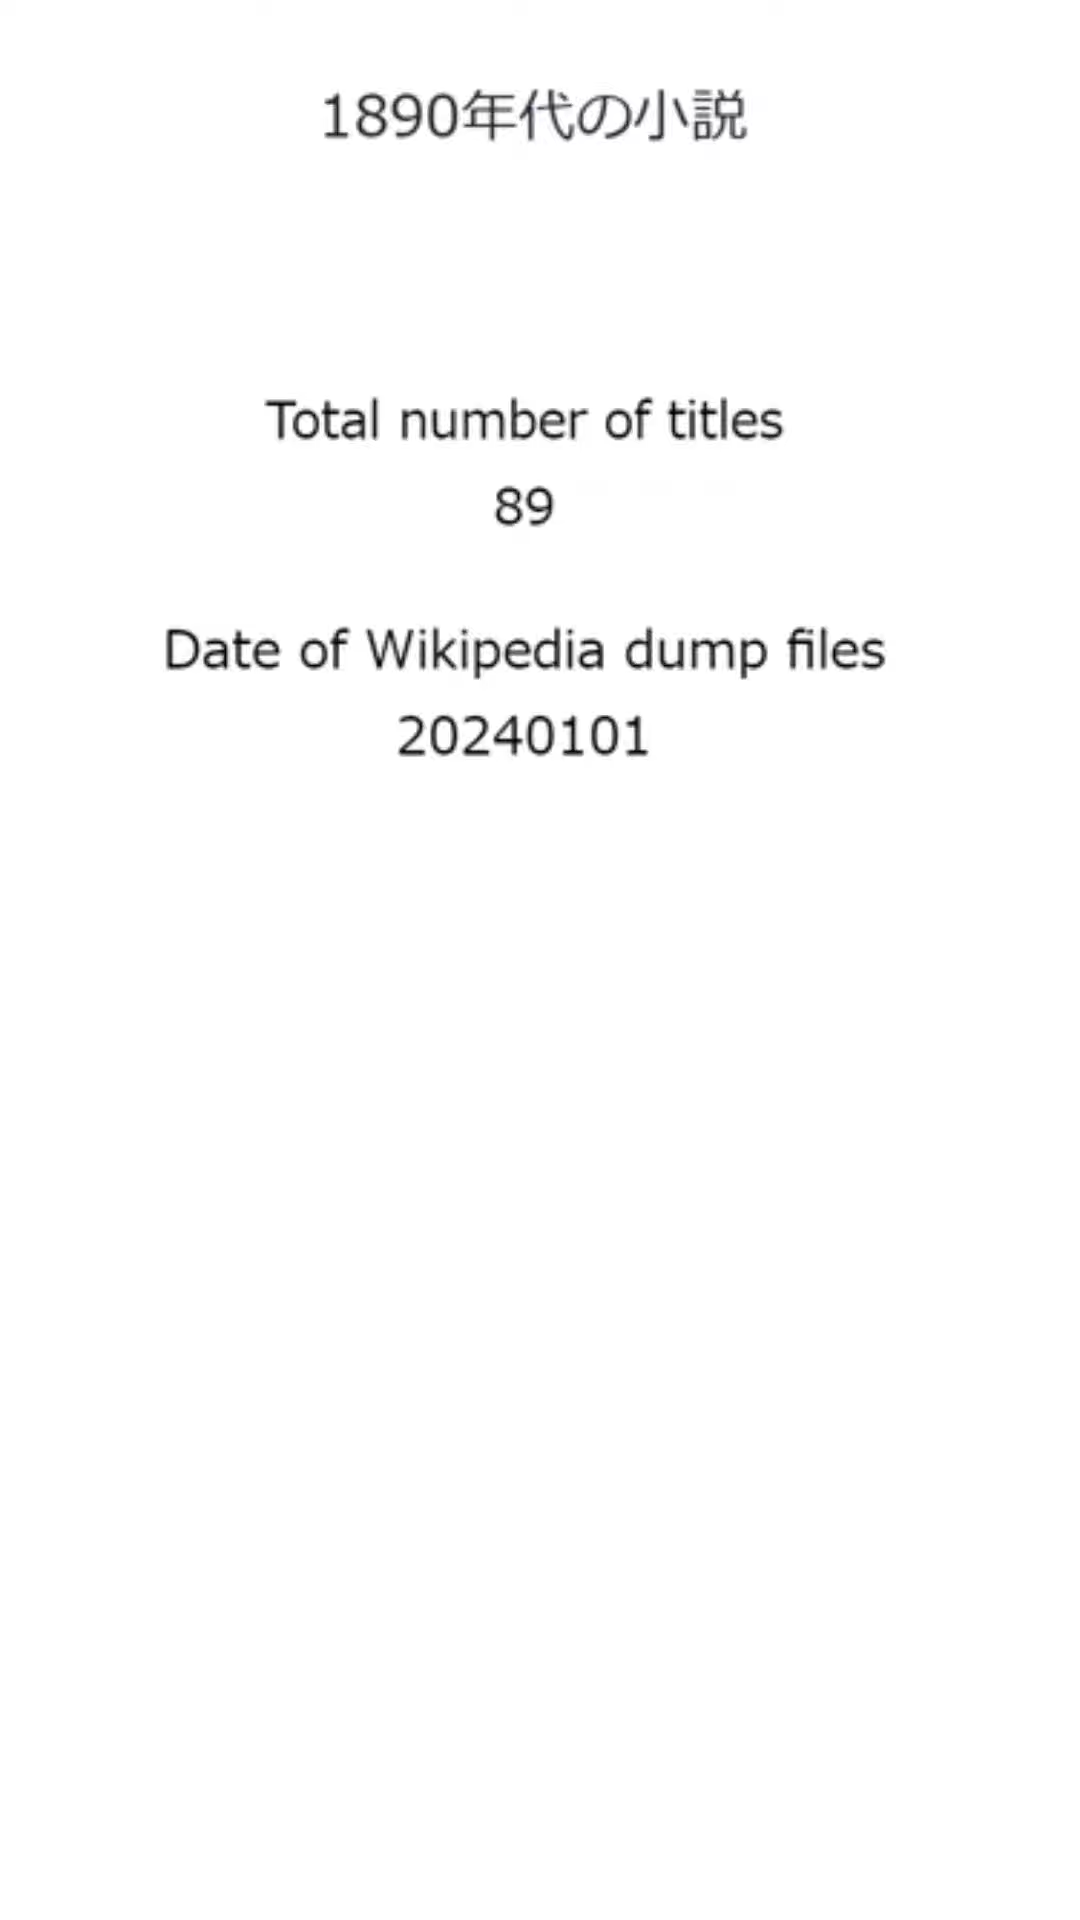 1890年代の小説
Total number of titles
89
Date of Wikipedia dump files
20240101